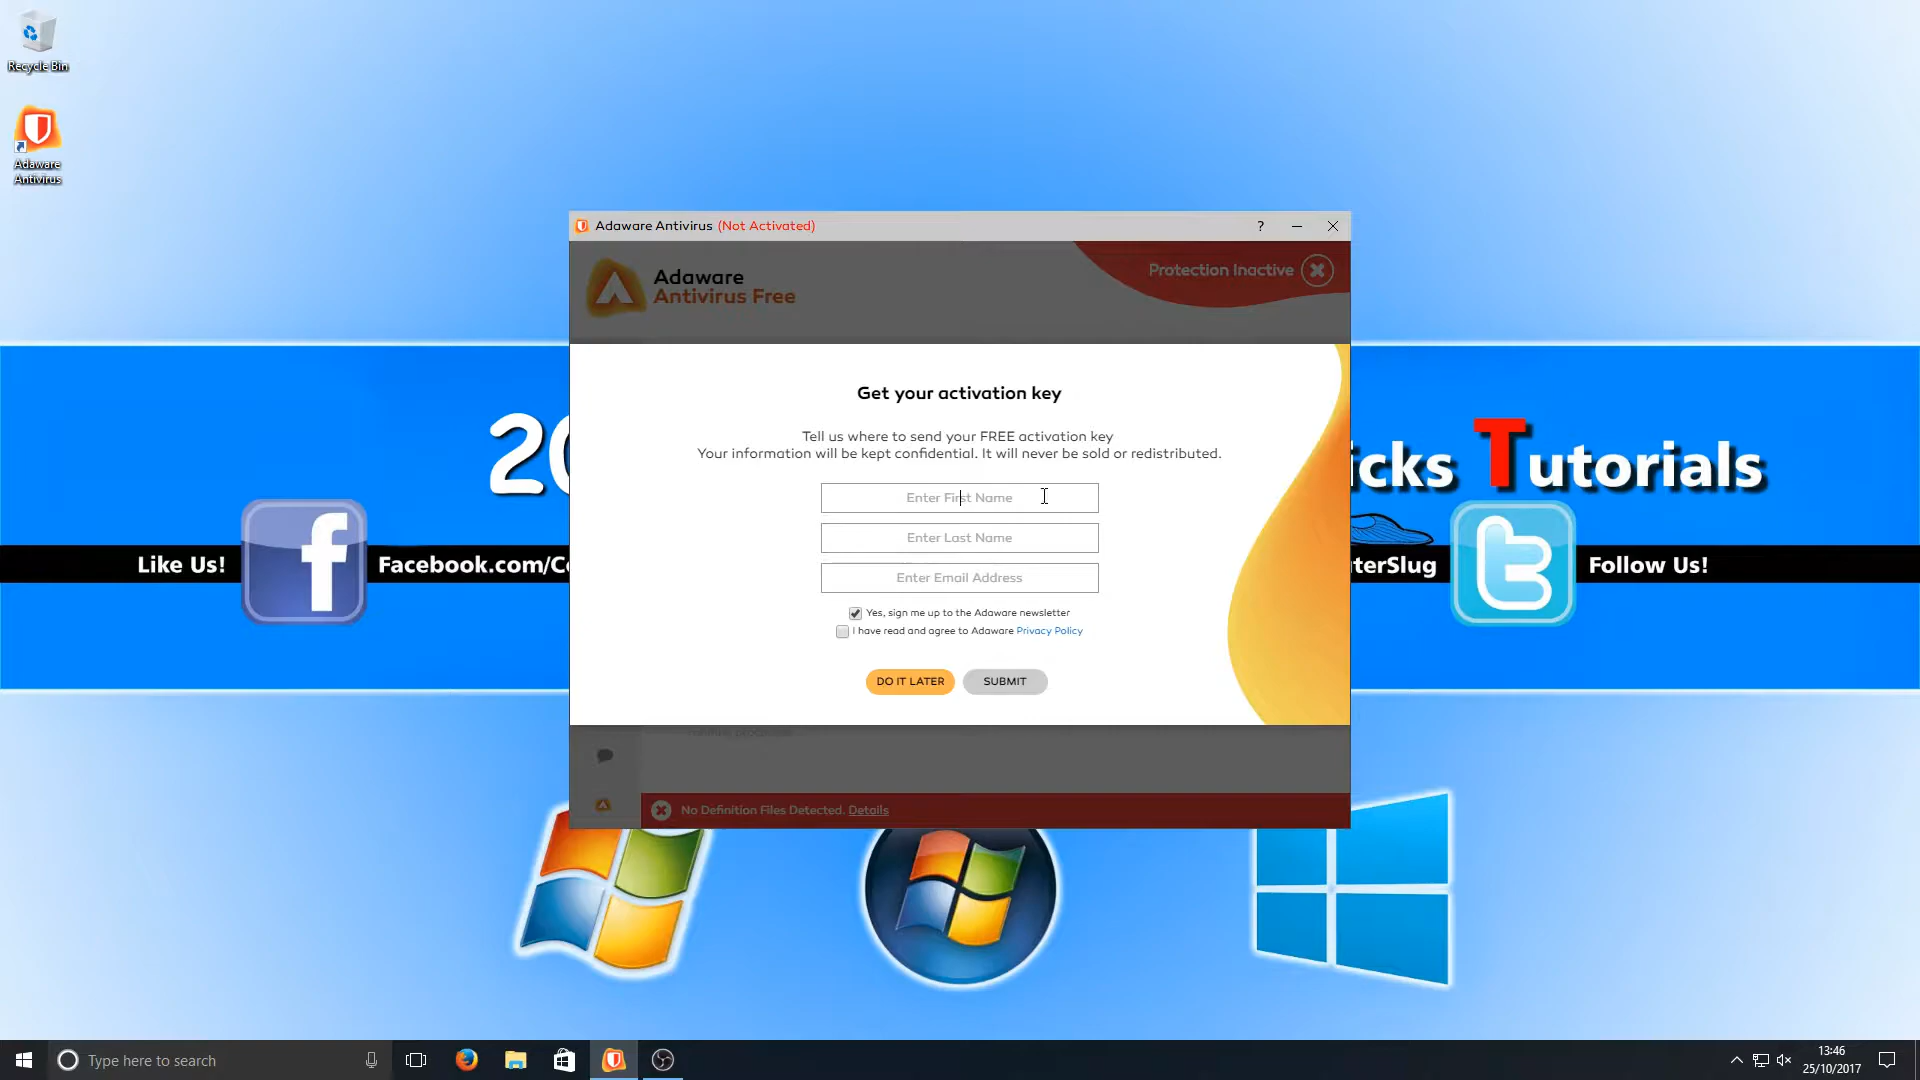 Recycle Bin
Adaware
Antivirus
Adaware Antivirus (Not Activated)
?
Adaware
Antivirus Free
Protection Inactive
Get your activation key
Tell us where to send your FREE activation key
Your information will be kept confidential. It will never be sold or redistributed.
Enter First Name
Enter Last Name
Enter Email Address
Yes, sign me up to the Adaware newsletter
I have read and agree to Adaware Privacy Policy
DO IT LATER
SUBMIT
No Definition Files Detected. Details
20
icks Tutorials
Like Us!
Facebook.com/Co
terSlug
Follow Us!
Type here to search
13:46
25/10/2017